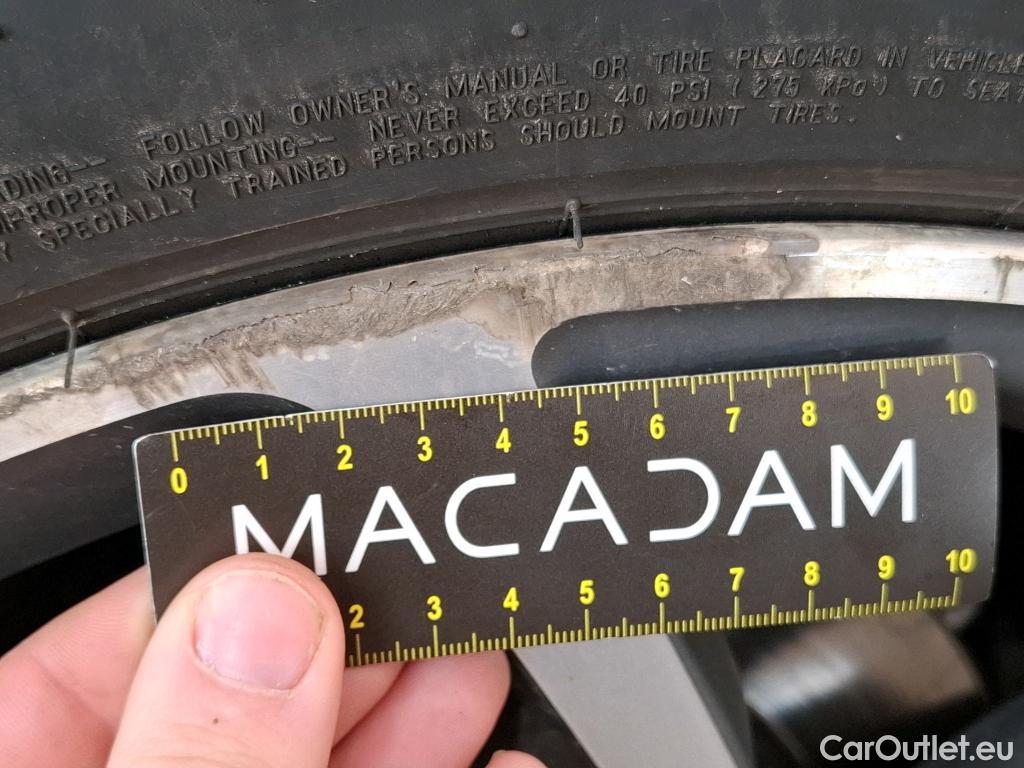 FOLLOW OWNER'S MANUAL OR TIRE PLACARD IN VEHICLE
IMPROPER MOUNTING-- NEVER EXCEED 40 PSI (275 KPa) TO SEAT
SPECIALLY TRAINED PERSONS SHOULD MOUNT TIRES.
0 1 2 3 4 5 6 7 8 9 10
MACADAM
2 3 4 5 6 7 8 9 10
CarOutlet.eu